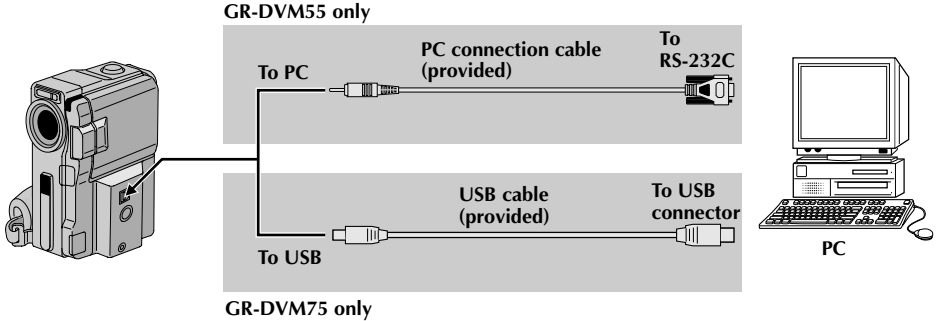 GR-DVM55 only
To PC
PC connection cable
(provided)
To
RS-232C
USB cable
(provided)
To USB
connector
To USB
PC
GR-DVM75 only